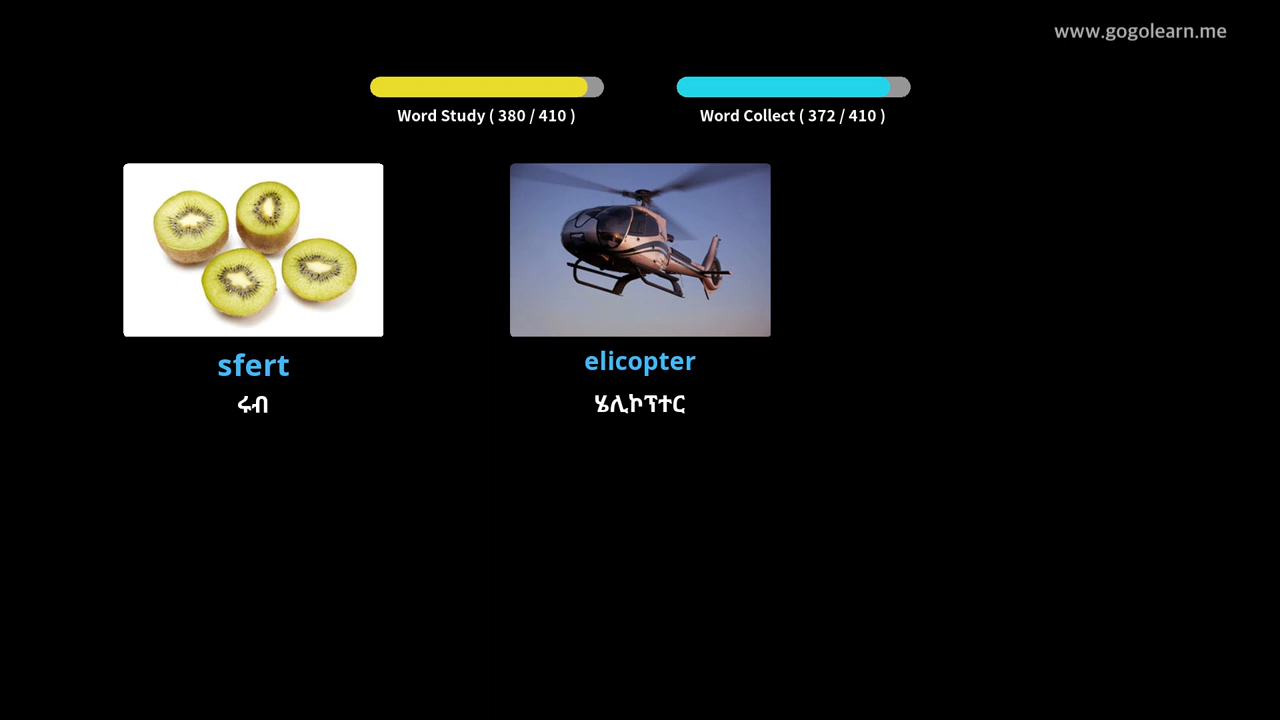 www.gogolearn.me
Word Study ( 380 / 410 )
Word Collect ( 372 / 410 )
sfert
ሩብ
elicopter
ሄሊኮፕተር